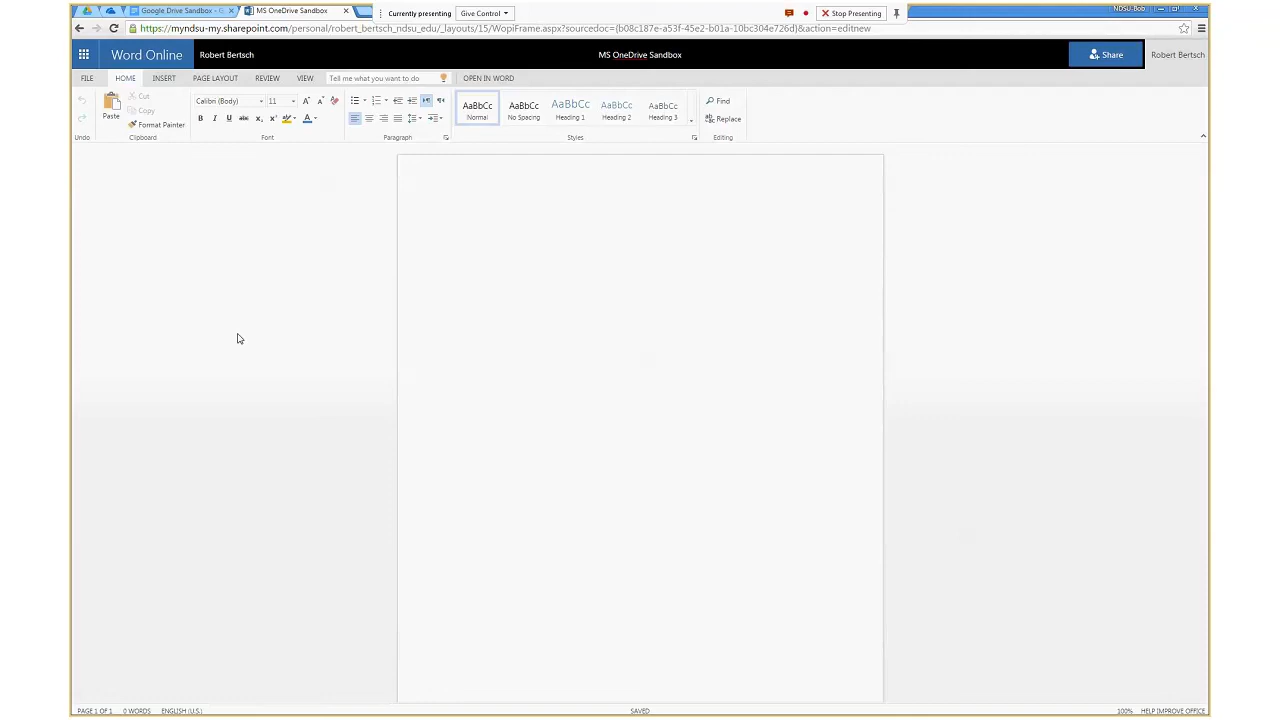 Google Drive Sandbox - G
MS OneDrive Sandbox
Currently presenting
Give Control
Stop Presenting
NDSU-Bob
https://myndsu-my.sharepoint.com/personal/robert_bertsch_ndsu_edu/_layouts/15/WopiFrame.aspx?sourcedoc={b08c187e-a53f-45e2-b01a-10bc304e726d}&action=editnew
Word Online
Robert Bertsch
MS OneDrive Sandbox
Share
Robert Bertsch
FILE HOME INSERT PAGE LAYOUT REVIEW VIEW Tell me what you want to do OPEN IN WORD
Paste
Cut
Copy
Format Painter
Calibri (Body) 11
B I U abc x₂ x² A
AaBbCc Normal
AaBbCc No Spacing
AaBbCc Heading 1
AaBbCc Heading 2
AaBbCc Heading 3
Find
Replace
Undo Clipboard Font Paragraph Styles Editing
PAGE 1 OF 1 0 WORDS ENGLISH (U.S.) SAVED 100% HELP IMPROVE OFFICE